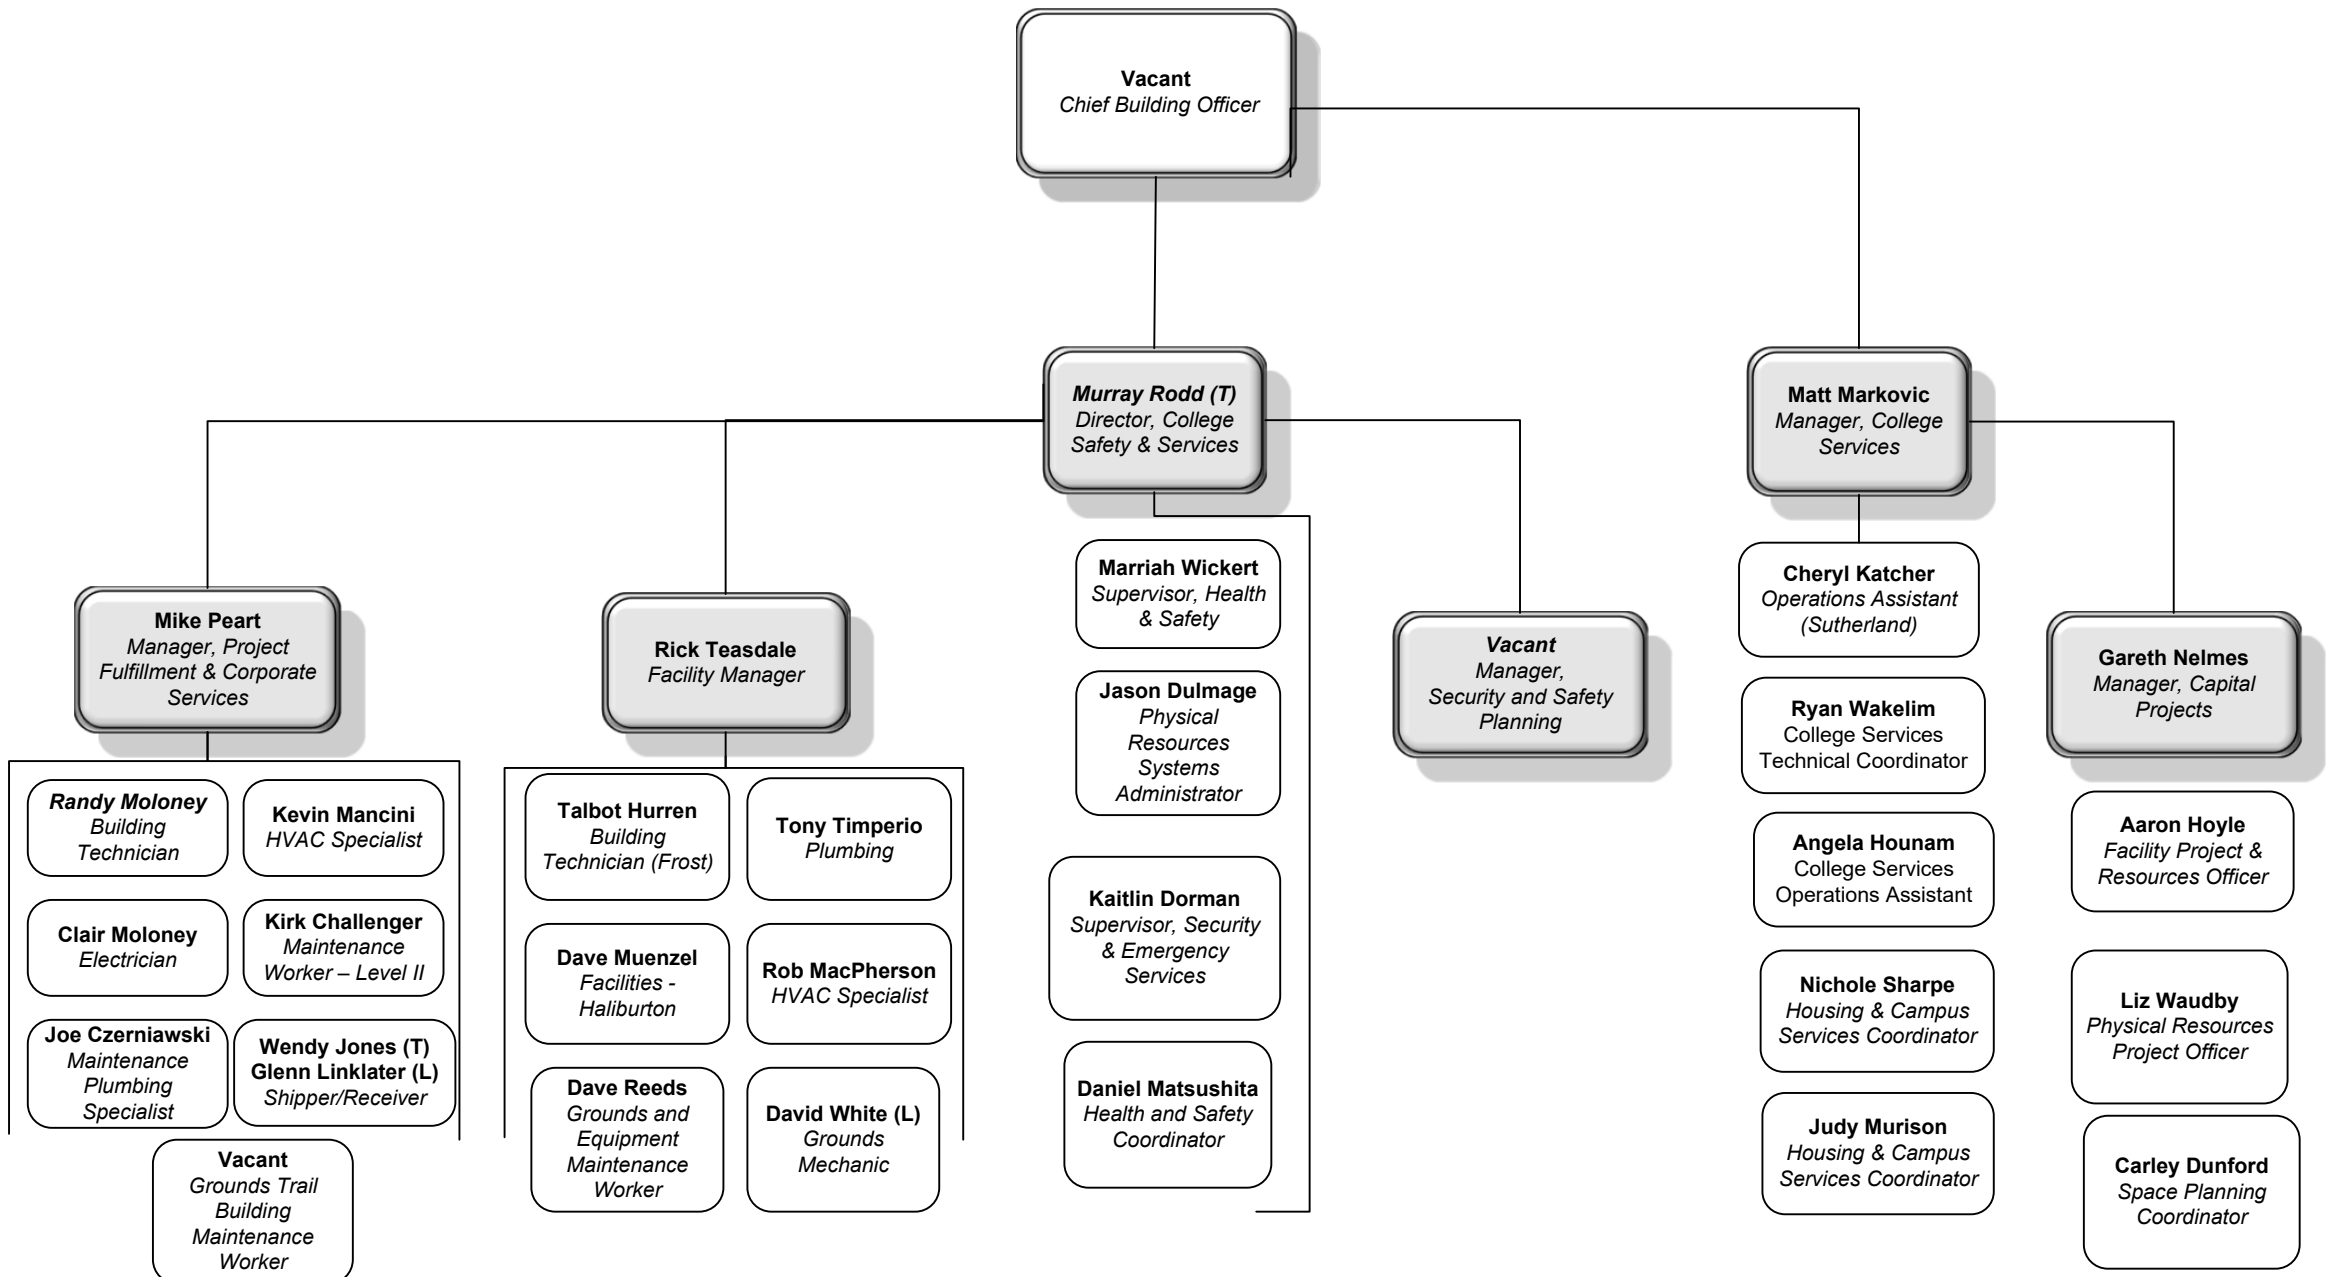 Vacant
Chief Building Officer
Murray Rodd (T)
Director, College
Safety & Services
Matt Markovic
Manager, College
Services
Mike Peart
Manager, Project
Fulfillment & Corporate
Services
Rick Teasdale
Facility Manager
Marriah Wickert
Supervisor, Health
& Safety
Jason Dulmage
Physical
Resources
Systems
Administrator
Kaitlin Dorman
Supervisor, Security
& Emergency
Services
Daniel Matsushita
Health and Safety
Coordinator
Vacant
Manager,
Security and Safety
Planning
Cheryl Katcher
Operations Assistant
(Sutherland)
Ryan Wakelim
College Services
Technical Coordinator
Angela Hounam
College Services
Operations Assistant
Nichole Sharpe
Housing & Campus
Services Coordinator
Judy Murison
Housing & Campus
Services Coordinator
Gareth Nelmes
Manager, Capital
Projects
Aaron Hoyle
Facility Project &
Resources Officer
Liz Waudby
Physical Resources
Project Officer
Carley Dunford
Space Planning
Coordinator
Randy Moloney
Building
Technician
Kevin Mancini
HVAC Specialist
Clair Moloney
Electrician
Kirk Challenger
Maintenance
Worker – Level II
Joe Czerniawski
Maintenance
Plumbing
Specialist
Wendy Jones (T)
Glenn Linklater (L)
Shipper/Receiver
Vacant
Grounds Trail
Building
Maintenance
Worker
Talbot Hurren
Building
Technician (Frost)
Tony Timperio
Plumbing
Dave Muenzel
Facilities -
Haliburton
Rob MacPherson
HVAC Specialist
Dave Reeds
Grounds and
Equipment
Maintenance
Worker
David White (L)
Grounds
Mechanic